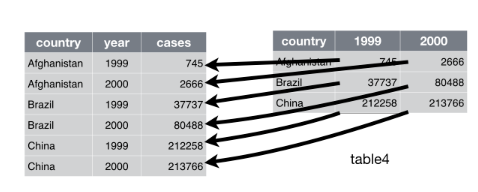 country year cases
Afghanistan 1999 745
Afghanistan 2000 2666
Brazil 1999 37737
Brazil 2000 80488
China 1999 212258
China 2000 213766
country 1999 2000
Afghanistan 745 2666
Brazil 37737 80488
China 212258 213766
table4